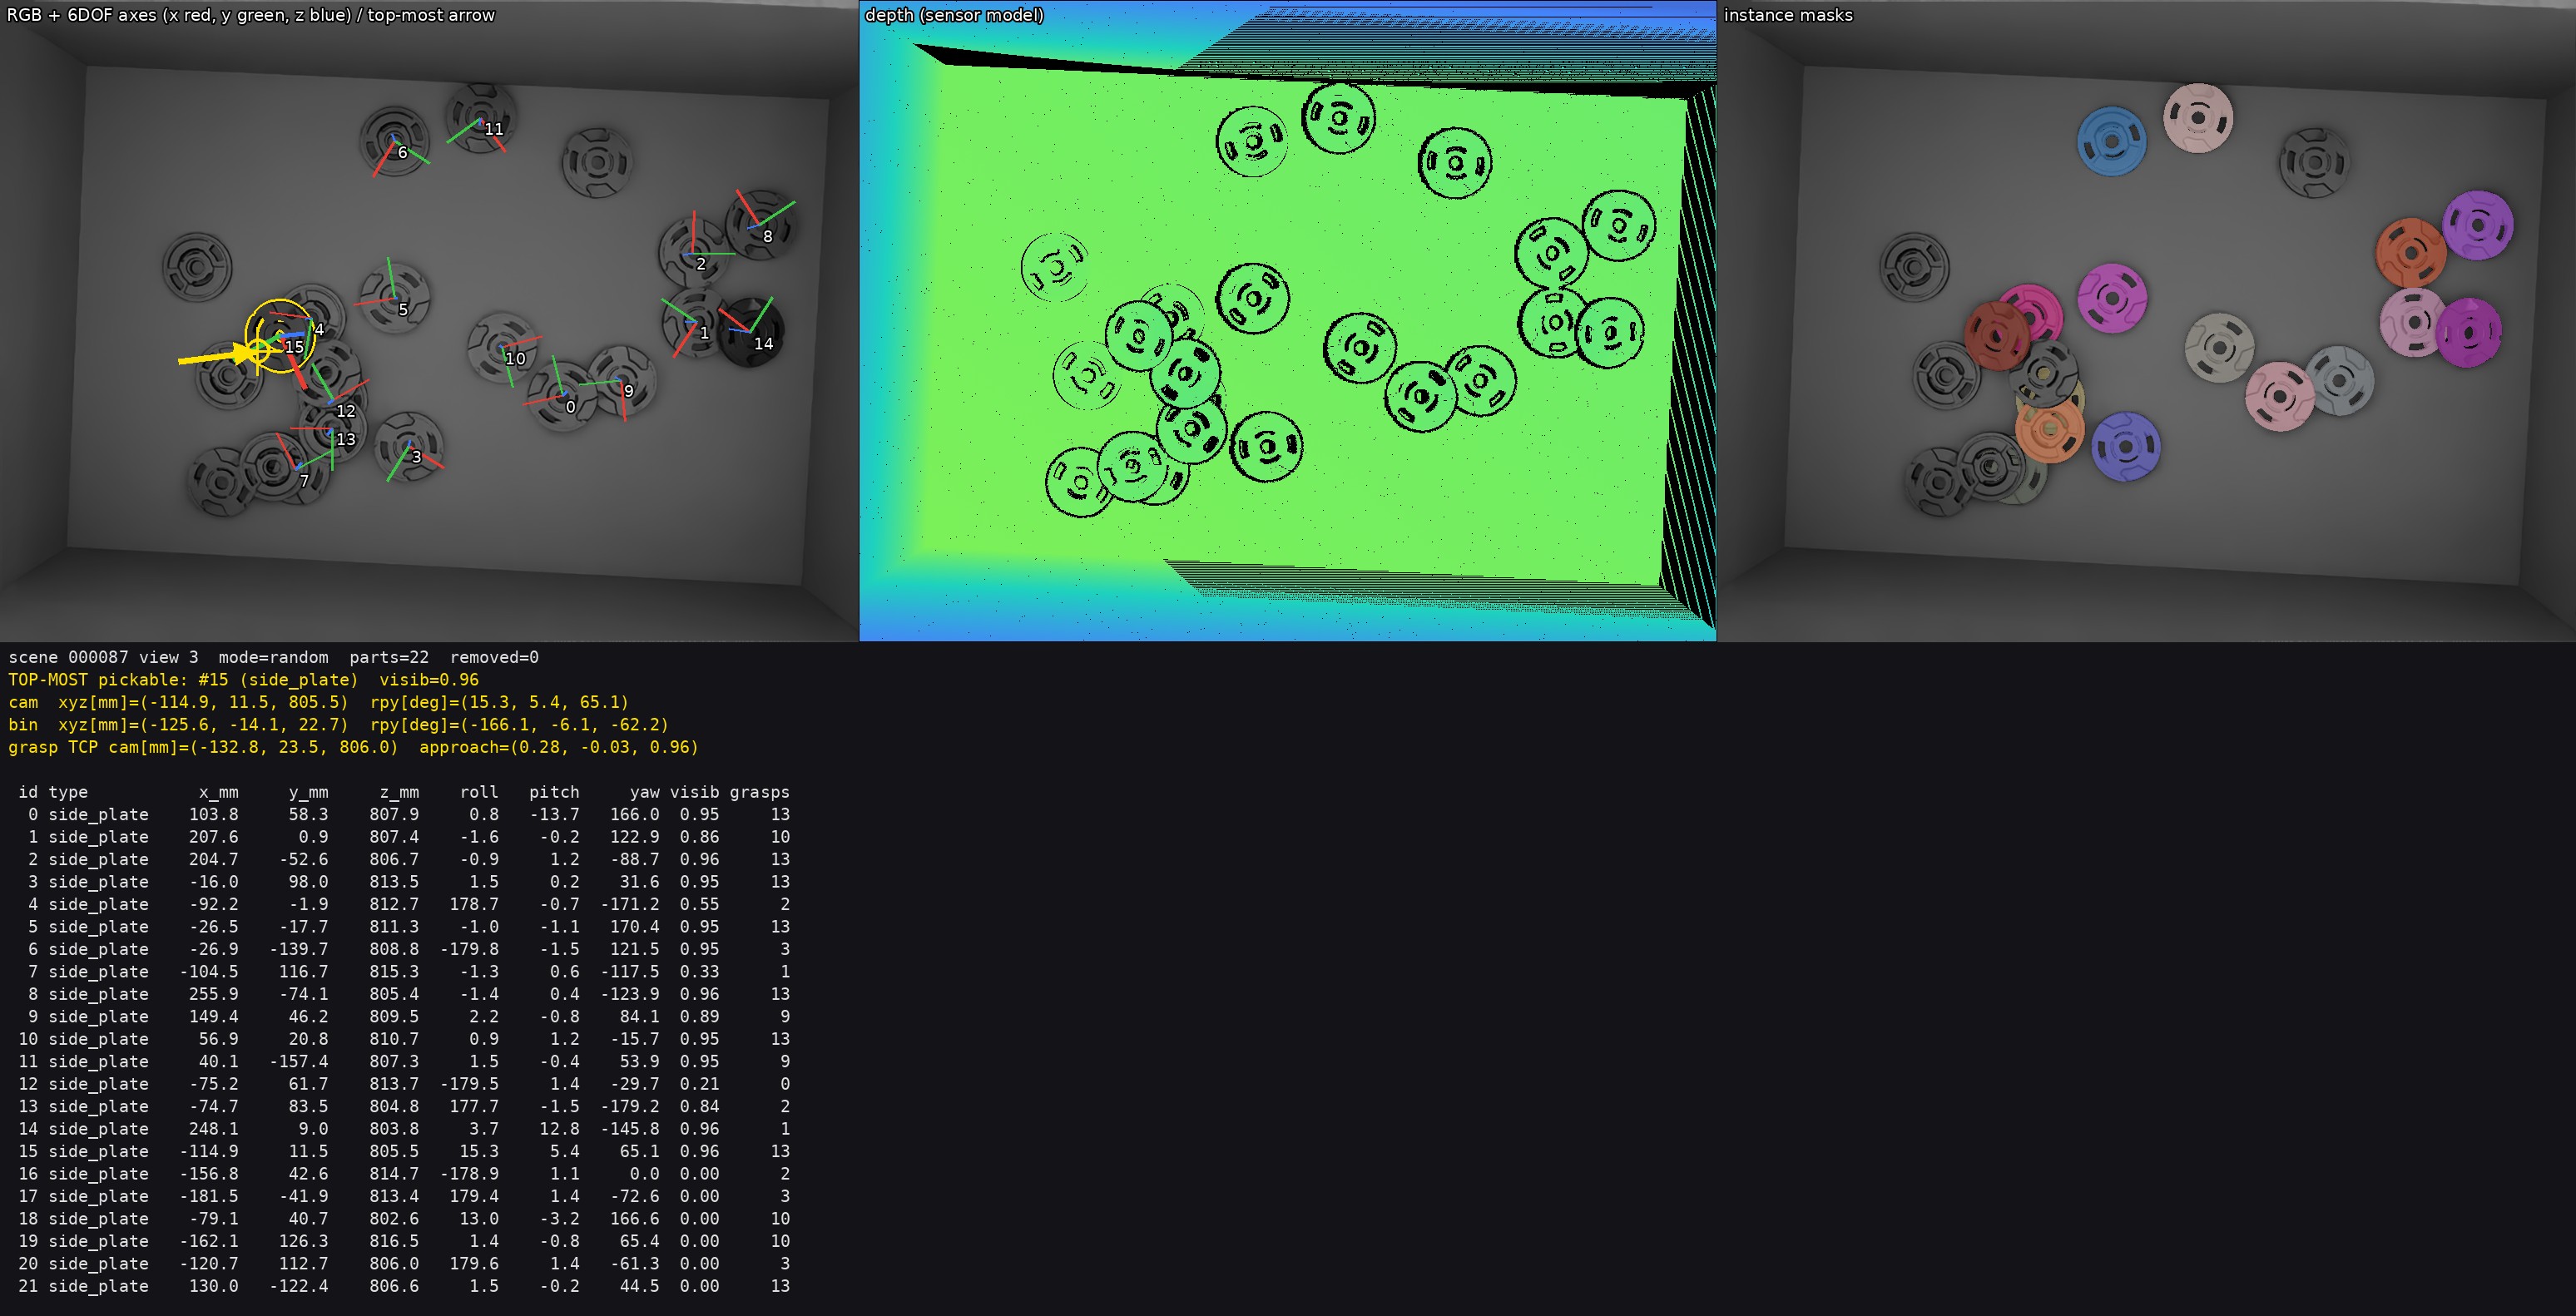 RGB + 6DOF axes (x red, y green, z blue) / top-most arrow
depth (sensor model)
instance masks
11
6
8
2
5
4
1
15
14
10
12
0
9
13
3
7
scene 000087 view 3  mode=random  parts=22  removed=0
TOP-MOST pickable: #15 (side_plate)  visib=0.96
cam  xyz[mm]=(-114.9, 11.5, 805.5)  rpy[deg]=(15.3, 5.4, 65.1)
bin  xyz[mm]=(-125.6, -14.1, 22.7)  rpy[deg]=(-166.1, -6.1, -62.2)
grasp TCP cam[mm]=(-132.8, 23.5, 806.0)  approach=(0.28, -0.03, 0.96)
id type x_mm y_mm z_mm roll pitch yaw visib grasps
0 side_plate 103.8 58.3 807.9 0.8 -13.7 166.0 0.95 13
1 side_plate 207.6 0.9 807.4 -1.6 -0.2 122.9 0.86 10
2 side_plate 204.7 -52.6 806.7 -0.9 1.2 -88.7 0.96 13
3 side_plate -16.0 98.0 813.5 1.5 0.2 31.6 0.95 13
4 side_plate -92.2 -1.9 812.7 178.7 -0.7 -171.2 0.55 2
5 side_plate -26.5 -17.7 811.3 -1.0 -1.1 170.4 0.95 13
6 side_plate -26.9 -139.7 808.8 -179.8 -1.5 121.5 0.95 3
7 side_plate -104.5 116.7 815.3 -1.3 0.6 -117.5 0.33 1
8 side_plate 255.9 -74.1 805.4 -1.4 0.4 -123.9 0.96 13
9 side_plate 149.4 46.2 809.5 2.2 -0.8 84.1 0.89 9
10 side_plate 56.9 20.8 810.7 0.9 1.2 -15.7 0.95 13
11 side_plate 40.1 -157.4 807.3 1.5 -0.4 53.9 0.95 9
12 side_plate -75.2 61.7 813.7 -179.5 1.4 -29.7 0.21 0
13 side_plate -74.7 83.5 804.8 177.7 -1.5 -179.2 0.84 2
14 side_plate 248.1 9.0 803.8 3.7 12.8 -145.8 0.96 1
15 side_plate -114.9 11.5 805.5 15.3 5.4 65.1 0.96 13
16 side_plate -156.8 42.6 814.7 -178.9 1.1 0.0 0.00 2
17 side_plate -181.5 -41.9 813.4 179.4 1.4 -72.6 0.00 3
18 side_plate -79.1 40.7 802.6 13.0 -3.2 166.6 0.00 10
19 side_plate -162.1 126.3 816.5 1.4 -0.8 65.4 0.00 10
20 side_plate -120.7 112.7 806.0 179.6 1.4 -61.3 0.00 3
21 side_plate 130.0 -122.4 806.6 1.5 -0.2 44.5 0.00 13